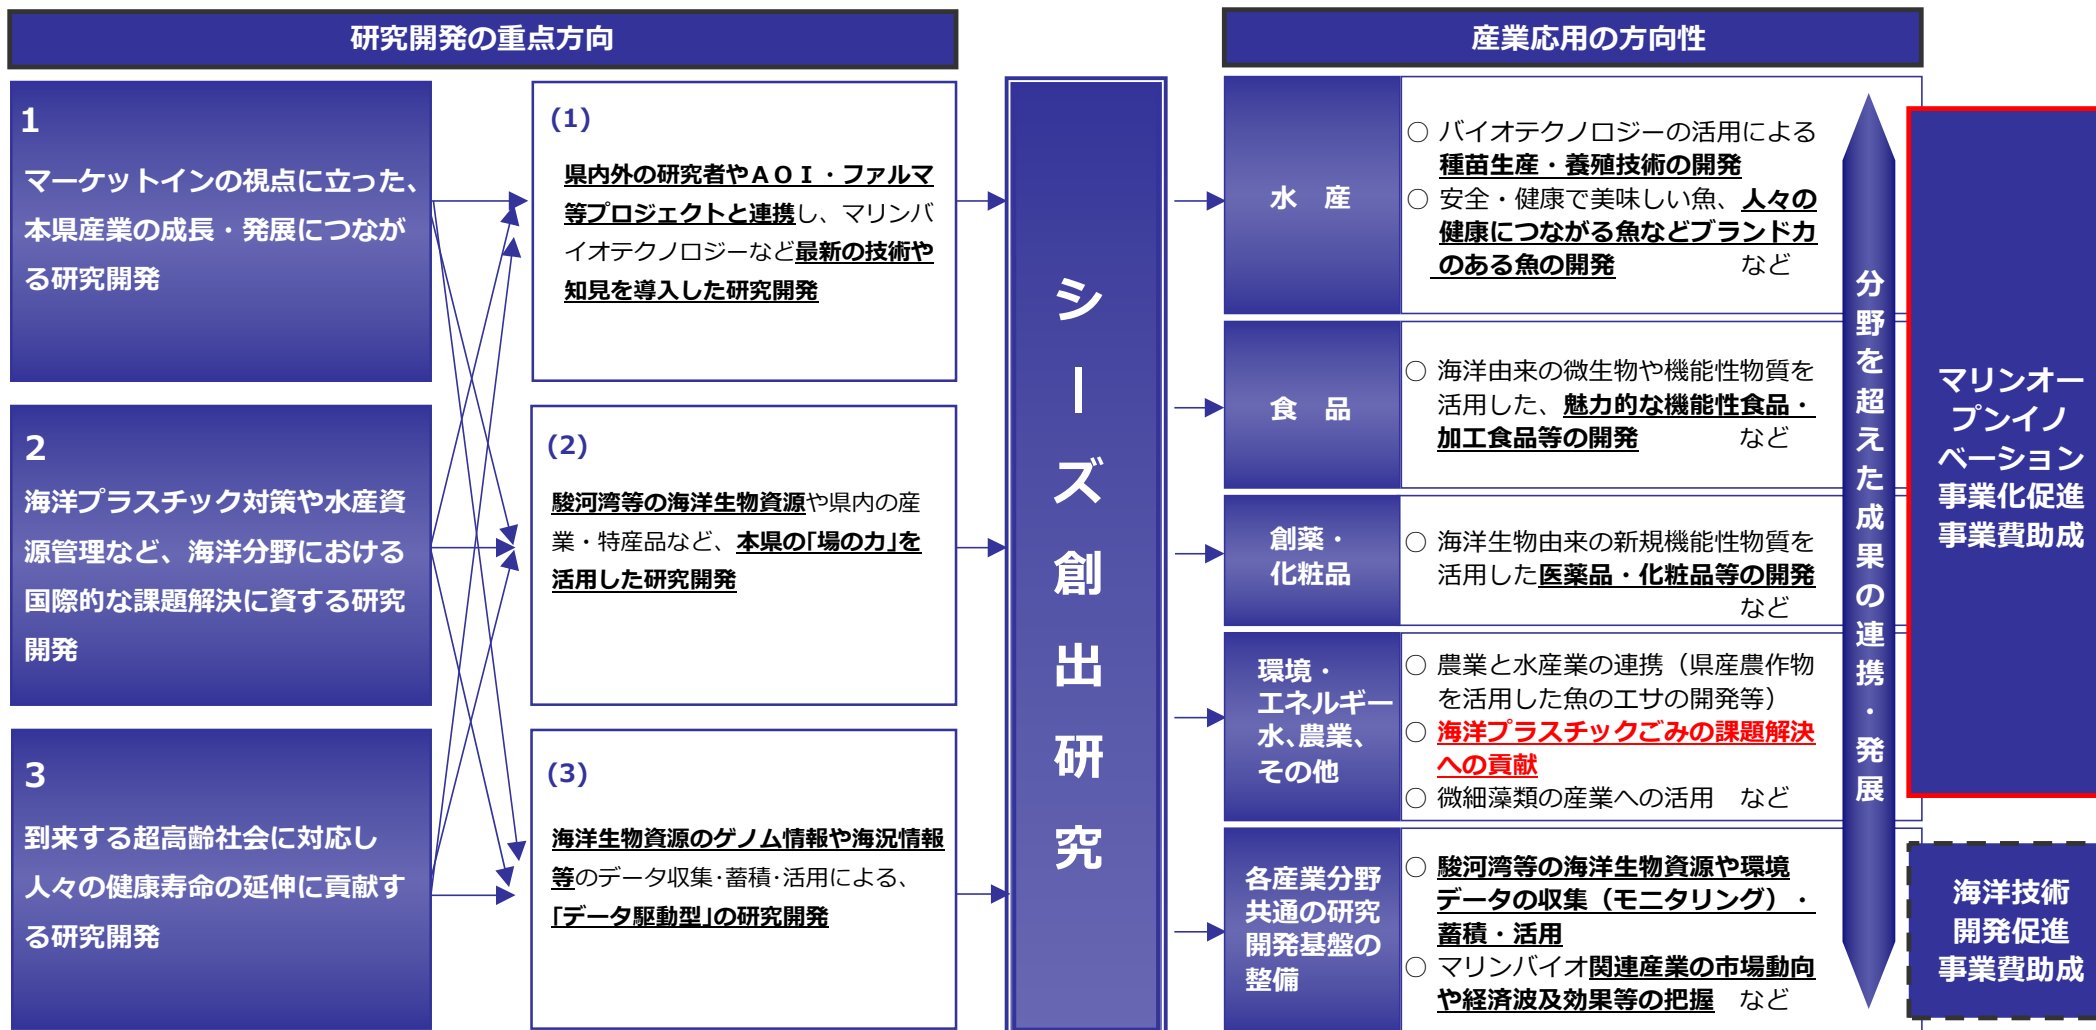 研究開発の重点方向
1
マーケットインの視点に立った、
本県産業の成長・発展につなが
る研究開発
2
海洋プラスチック対策や水産資
源管理など、海洋分野における
国際的な課題解決に資する研究
開発
3
到来する超高齢社会に対応し
人々の健康寿命の延伸に貢献す
る研究開発
(1)
県内外の研究者やＡＯＩ・ファルマ
等プロジェクトと連携し、マリンバ
イオテクノロジーなど最新の技術や
知見を導入した研究開発
(2)
駿河湾等の海洋生物資源や県内の産
業・特産品など、本県の｢場の力｣を
活用した研究開発
(3)
海洋生物資源のゲノム情報や海況情報
等のデータ収集･蓄積･活用による、
｢データ駆動型｣の研究開発
シーズ創出研究
産業応用の方向性
水　産
○ バイオテクノロジーの活用による
種苗生産・養殖技術の開発
○ 安全・健康で美味しい魚、人々の
健康につながる魚などブランド力
のある魚の開発　など
食　品
○ 海洋由来の微生物や機能性物質を
活用した、魅力的な機能性食品・
加工食品等の開発　など
創薬・
化粧品
○ 海洋生物由来の新規機能性物質を
活用した医薬品・化粧品等の開発
など
環境・
エネルギー
水､農業、
その他
○ 農業と水産業の連携（県産農作物
を活用した魚のエサの開発等）
○ 海洋プラスチックごみの課題解決
への貢献
○ 微細藻類の産業への活用　など
各産業分野
共通の研究
開発基盤の
整備
○ 駿河湾等の海洋生物資源や環境
データの収集（モニタリング）・
蓄積・活用
○ マリンバイオ関連産業の市場動向
や経済波及効果等の把握　など
分野を超えた成果の連携・発展
マリンオー
プンイノ
ベーション
事業化促進
事業費助成
海洋技術
開発促進
事業費助成